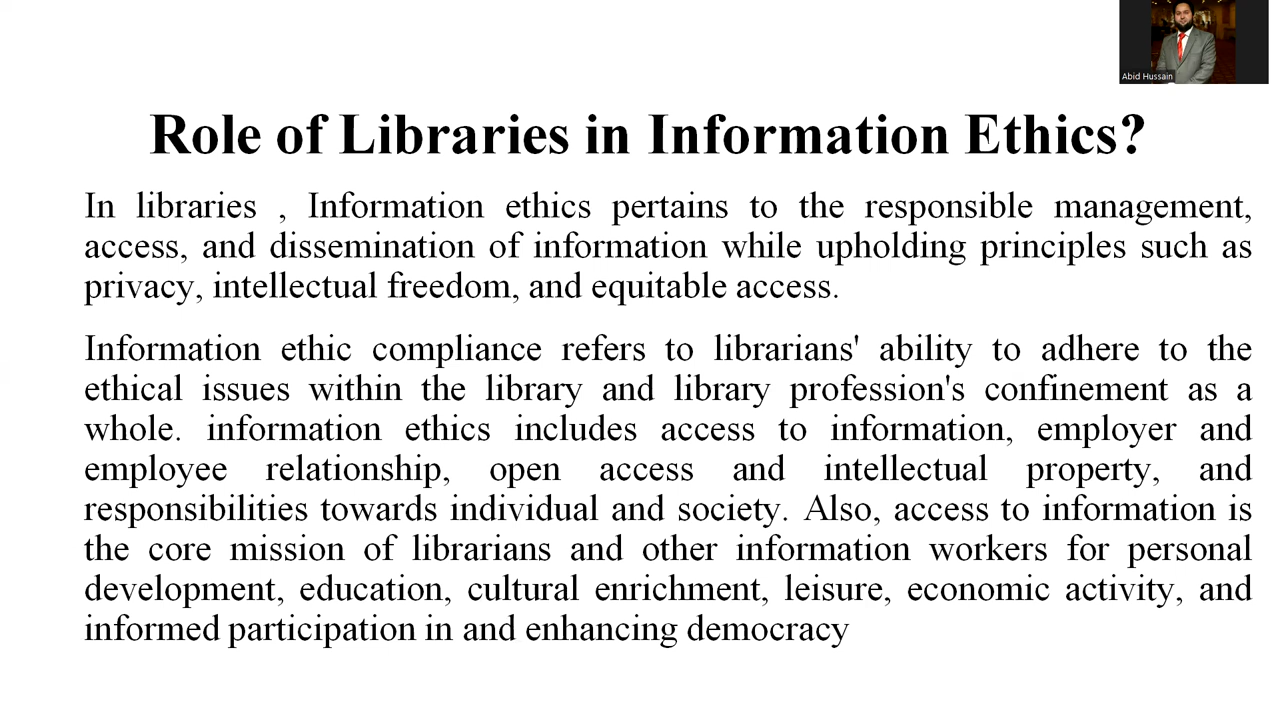 Abid Hussain
Role of Libraries in Information Ethics?
In libraries , Information ethics pertains to the responsible management,
access, and dissemination of information while upholding principles such as
privacy, intellectual freedom, and equitable access.
Information ethic compliance refers to librarians' ability to adhere to the
ethical issues within the library and library profession's confinement as a
whole. information ethics includes access to information, employer and
employee relationship, open access and intellectual property, and
responsibilities towards individual and society. Also, access to information is
the core mission of librarians and other information workers for personal
development, education, cultural enrichment, leisure, economic activity, and
informed participation in and enhancing democracy